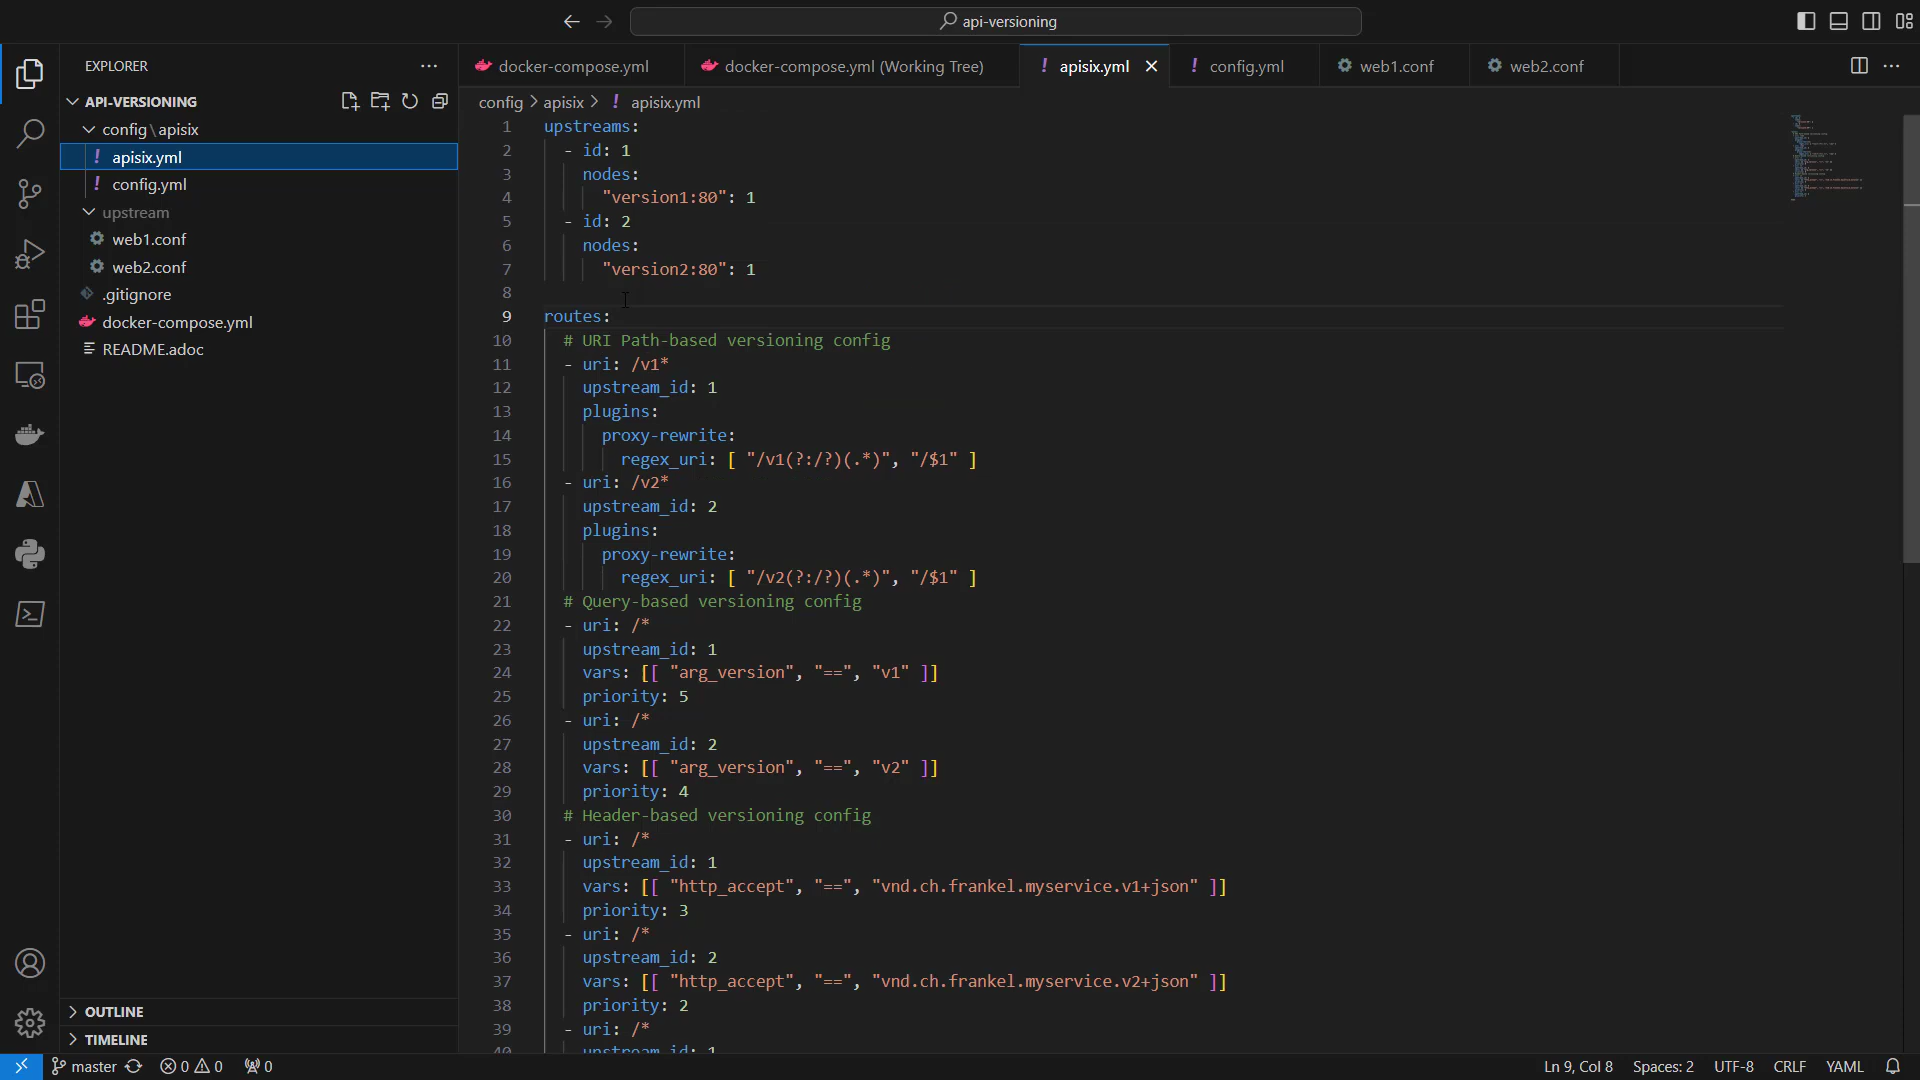 api-versioning
EXPLORER
API-VERSIONING
config\apisix
! apisix.yml
! config.yml
upstream
web1.conf
web2.conf
.gitignore
docker-compose.yml
README.adoc
OUTLINE
TIMELINE
docker-compose.yml
docker-compose.yml (Working Tree)
! apisix.yml
! config.yml
web1.conf
web2.conf
config > apisix > ! apisix.yml
1 upstreams:
2   - id: 1
3     nodes:
4       "version1:80": 1
5   - id: 2
6     nodes:
7       "version2:80": 1
8
9 routes:
10   # URI Path-based versioning config
11   - uri: /v1*
12     upstream_id: 1
13     plugins:
14       proxy-rewrite:
15         regex_uri: [ "/v1(?:/?)(.*)", "/$1" ]
16   - uri: /v2*
17     upstream_id: 2
18     plugins:
19       proxy-rewrite:
20         regex_uri: [ "/v2(?:/?)(.*)", "/$1" ]
21   # Query-based versioning config
22   - uri: /*
23     upstream_id: 1
24     vars: [[ "arg_version", "==", "v1" ]]
25     priority: 5
26   - uri: /*
27     upstream_id: 2
28     vars: [[ "arg_version", "==", "v2" ]]
29     priority: 4
30   # Header-based versioning config
31   - uri: /*
32     upstream_id: 1
33     vars: [[ "http_accept", "==", "vnd.ch.frankel.myservice.v1+json" ]]
34     priority: 3
35   - uri: /*
36     upstream_id: 2
37     vars: [[ "http_accept", "==", "vnd.ch.frankel.myservice.v2+json" ]]
38     priority: 2
39   - uri: /*
40     upstream_id: 1
master 0 0 0 Ln 9, Col 8 Spaces: 2 UTF-8 CRLF YAML